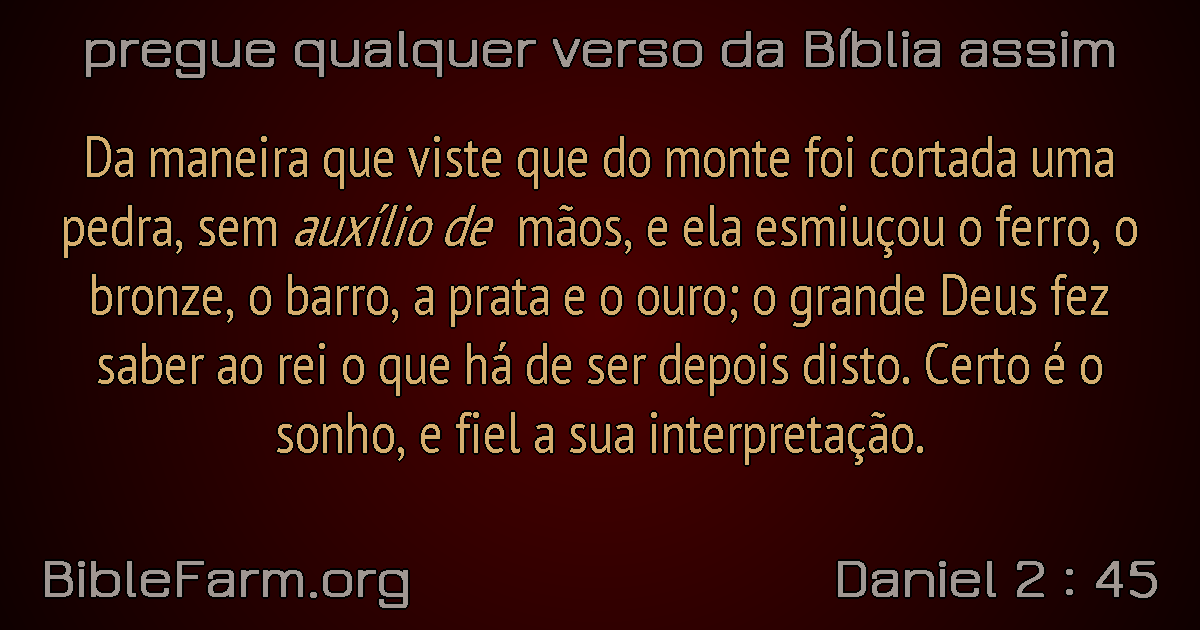 pregue qualquer verso da Bíblia assim
Da maneira que viste que do monte foi cortada uma
pedra, sem auxílio de mãos, e ela esmiuçou o ferro, o
bronze, o barro, a prata e o ouro; o grande Deus fez
saber ao rei o que há de ser depois disto. Certo é o
sonho, e fiel a sua interpretação.
BibleFarm.org
Daniel 2 : 45